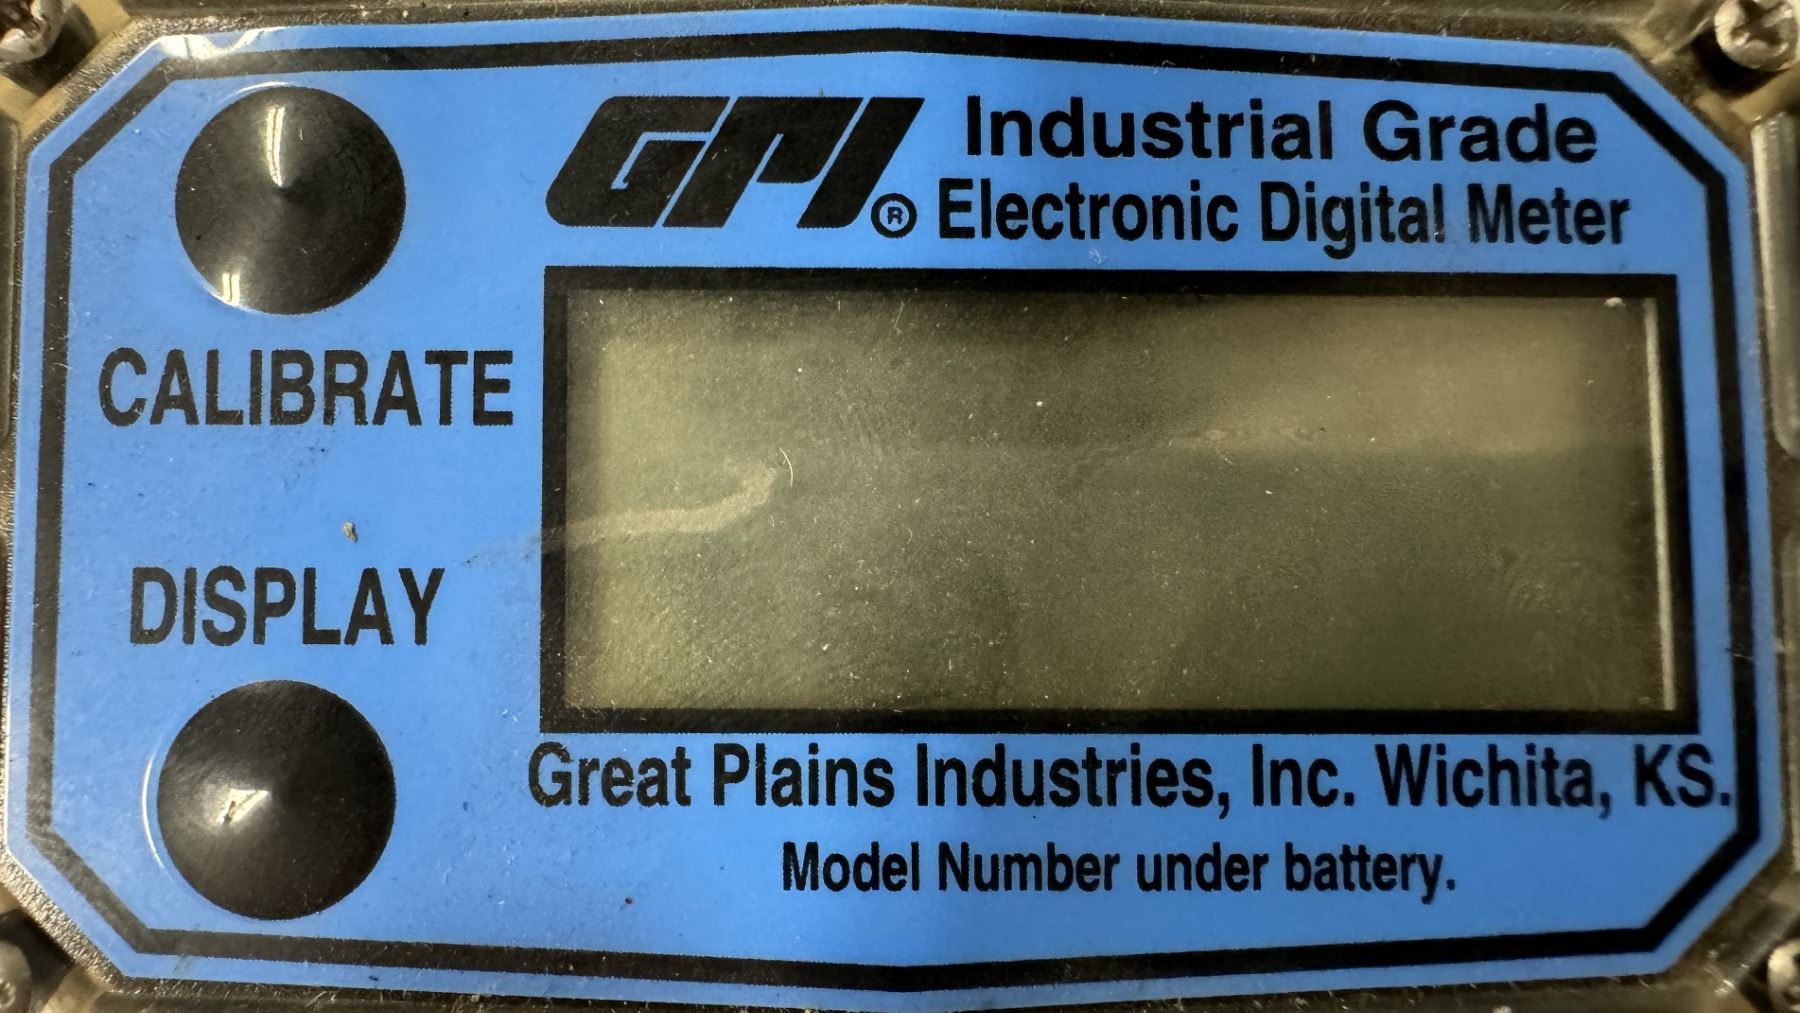 GPI® Industrial Grade
Electronic Digital Meter
CALIBRATE
DISPLAY
Great Plains Industries, Inc. Wichita, KS.
Model Number under battery.